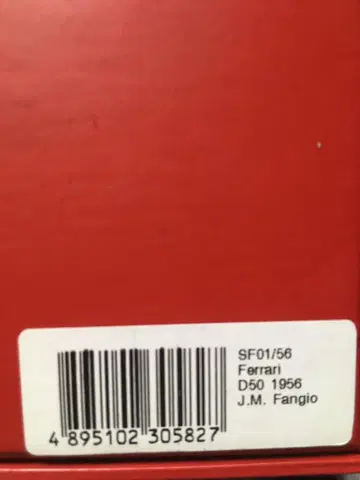 SF01/56
Ferrari
D50 1956
J.M. Fangio
4 895102 305827